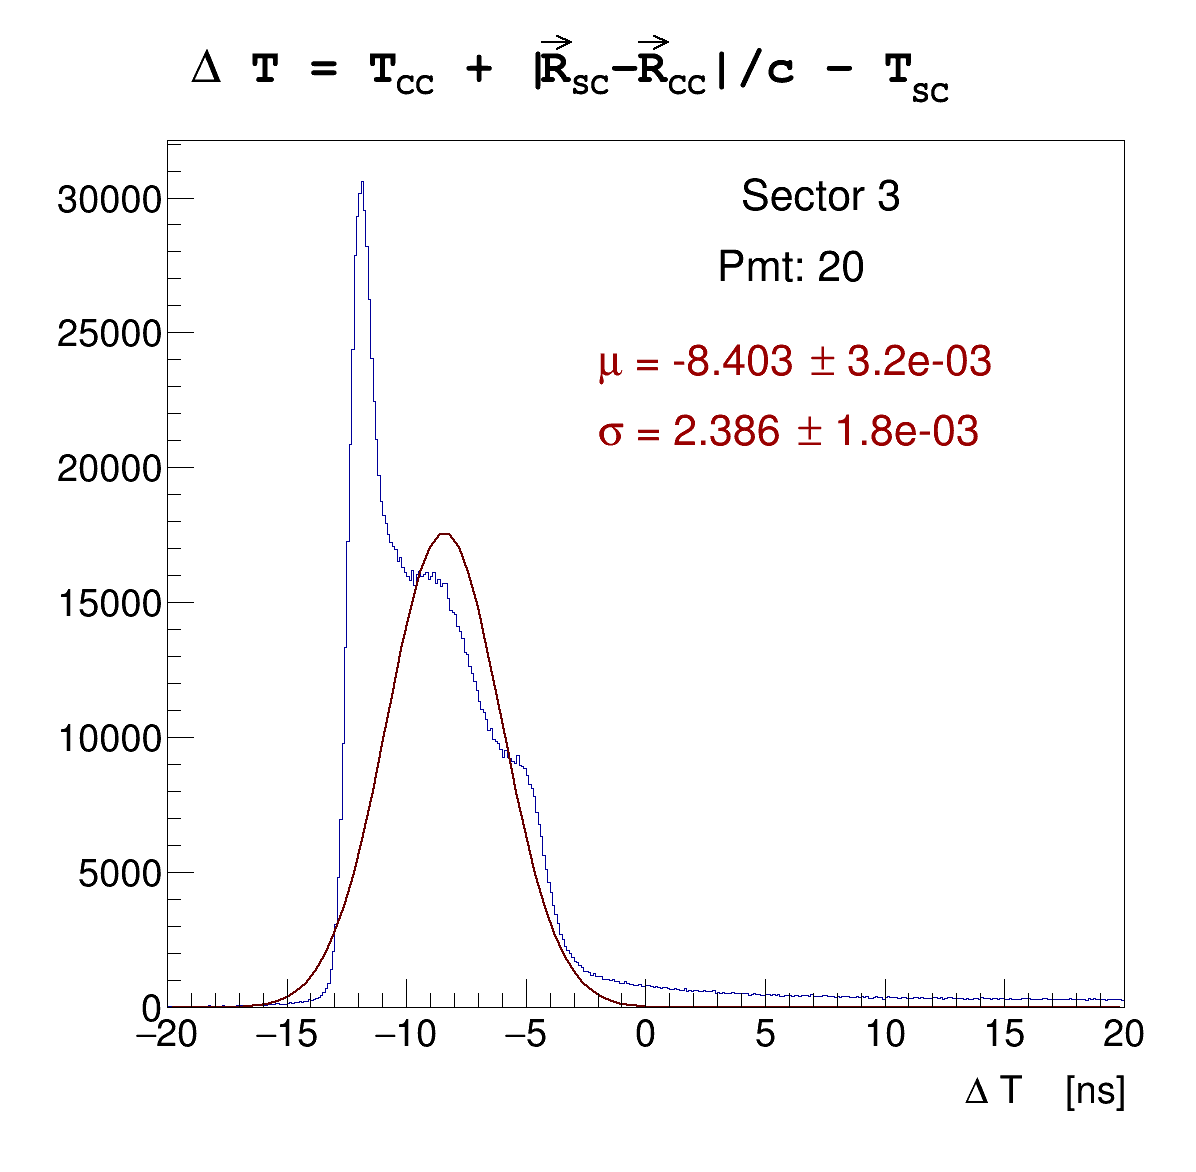 Δ T = T_CC + |R⃗_SC−R⃗_CC|/c − T_SC
Sector 3
Pmt: 20
μ = -8.403 ± 3.2e-03
σ = 2.386 ± 1.8e-03
30000
25000
20000
15000
10000
5000
0
−20 −15 −10 −5 0 5 10 15 20
Δ T [ns]